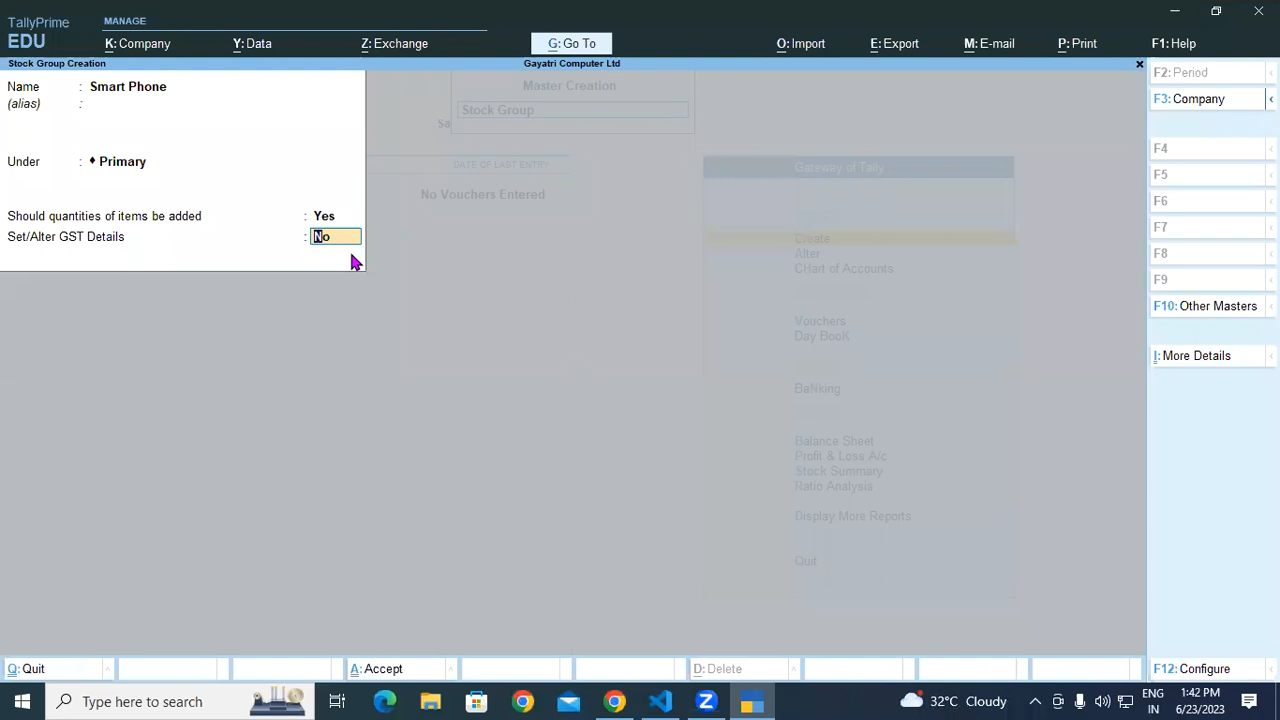 TallyPrime
EDU
MANAGE
K: Company
Y: Data
Z: Exchange
G: Go To
O: Import
E: Export
M: E-mail
P: Print
F1: Help
Stock Group Creation
Gayatri Computer Ltd
Name : Smart Phone
(alias) :
Under : ♦ Primary
Should quantities of items be added : Yes
Set/Alter GST Details : No
Master Creation
Stock Group
Sa
DATE OF LAST ENTRY
No Vouchers Entered
Gateway of Tally
Create
Alter
CHart of Accounts
Vouchers
Day BooK
BaNking
Balance Sheet
Profit & Loss A/c
Stock Summary
Ratio Analysis
Display More Reports
Quit
F2: Period
F3: Company
F4
F5
F6
F7
F8
F9
F10: Other Masters
I: More Details
Q: Quit
A: Accept
D: Delete
F12: Configure
Type here to search
32°C Cloudy
ENG
IN
1:42 PM
6/23/2023